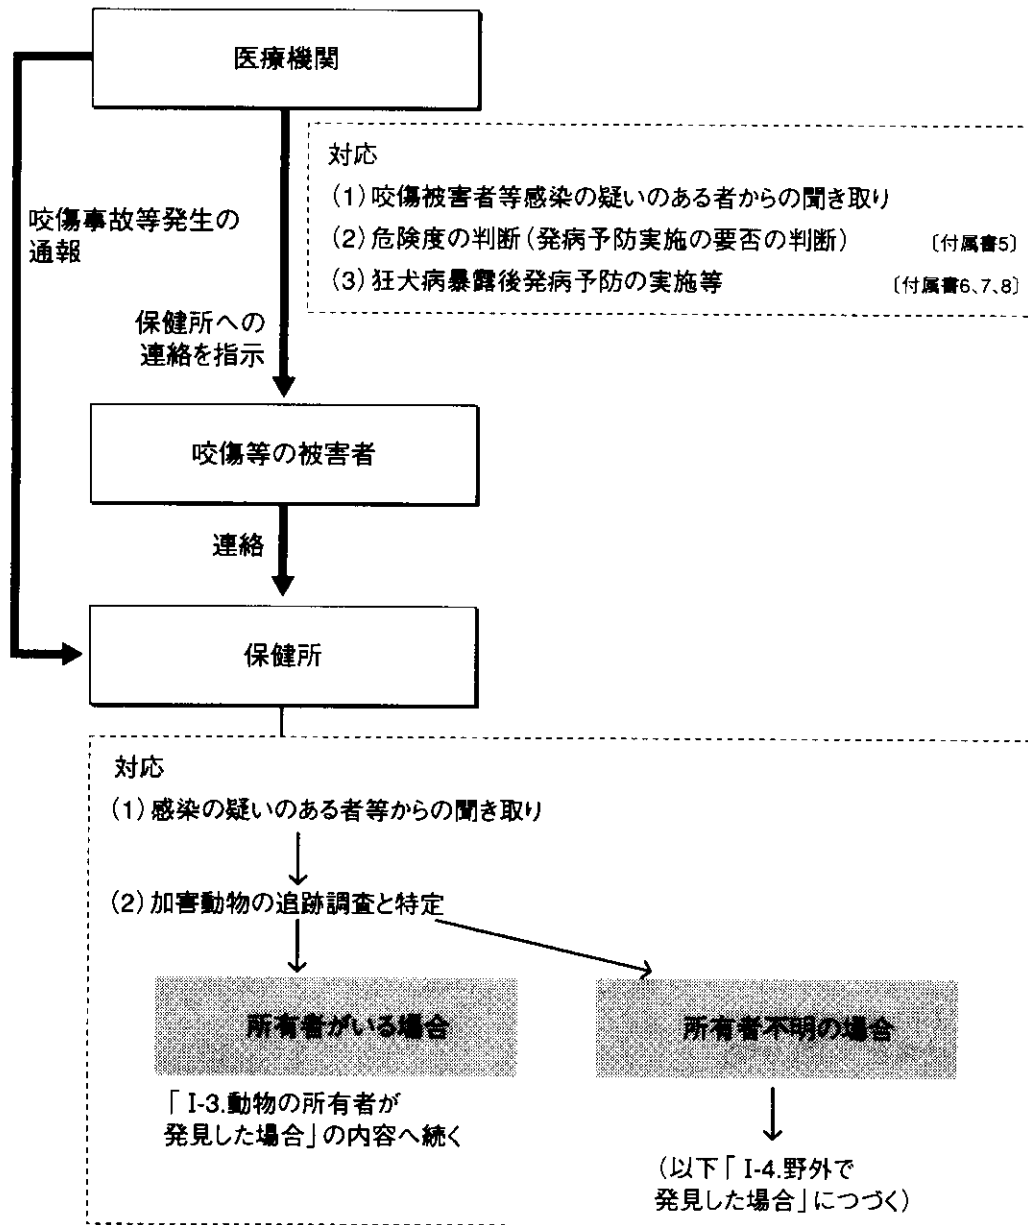 医療機関
対応
(1)咬傷被害者等感染の疑いのある者からの聞き取り
(2)危険度の判断(発病予防実施の要否の判断) 〔付属書5〕
(3)狂犬病暴露後発病予防の実施等 〔付属書6、7、8〕
咬傷事故等発生の
通報
保健所への
連絡を指示
咬傷等の被害者
連絡
保健所
対応
(1)感染の疑いのある者等からの聞き取り
(2)加害動物の追跡調査と特定
所有者がいる場合
所有者不明の場合
「I-3.動物の所有者が
発見した場合」の内容へ続く
(以下「I-4.野外で
発見した場合」につづく)